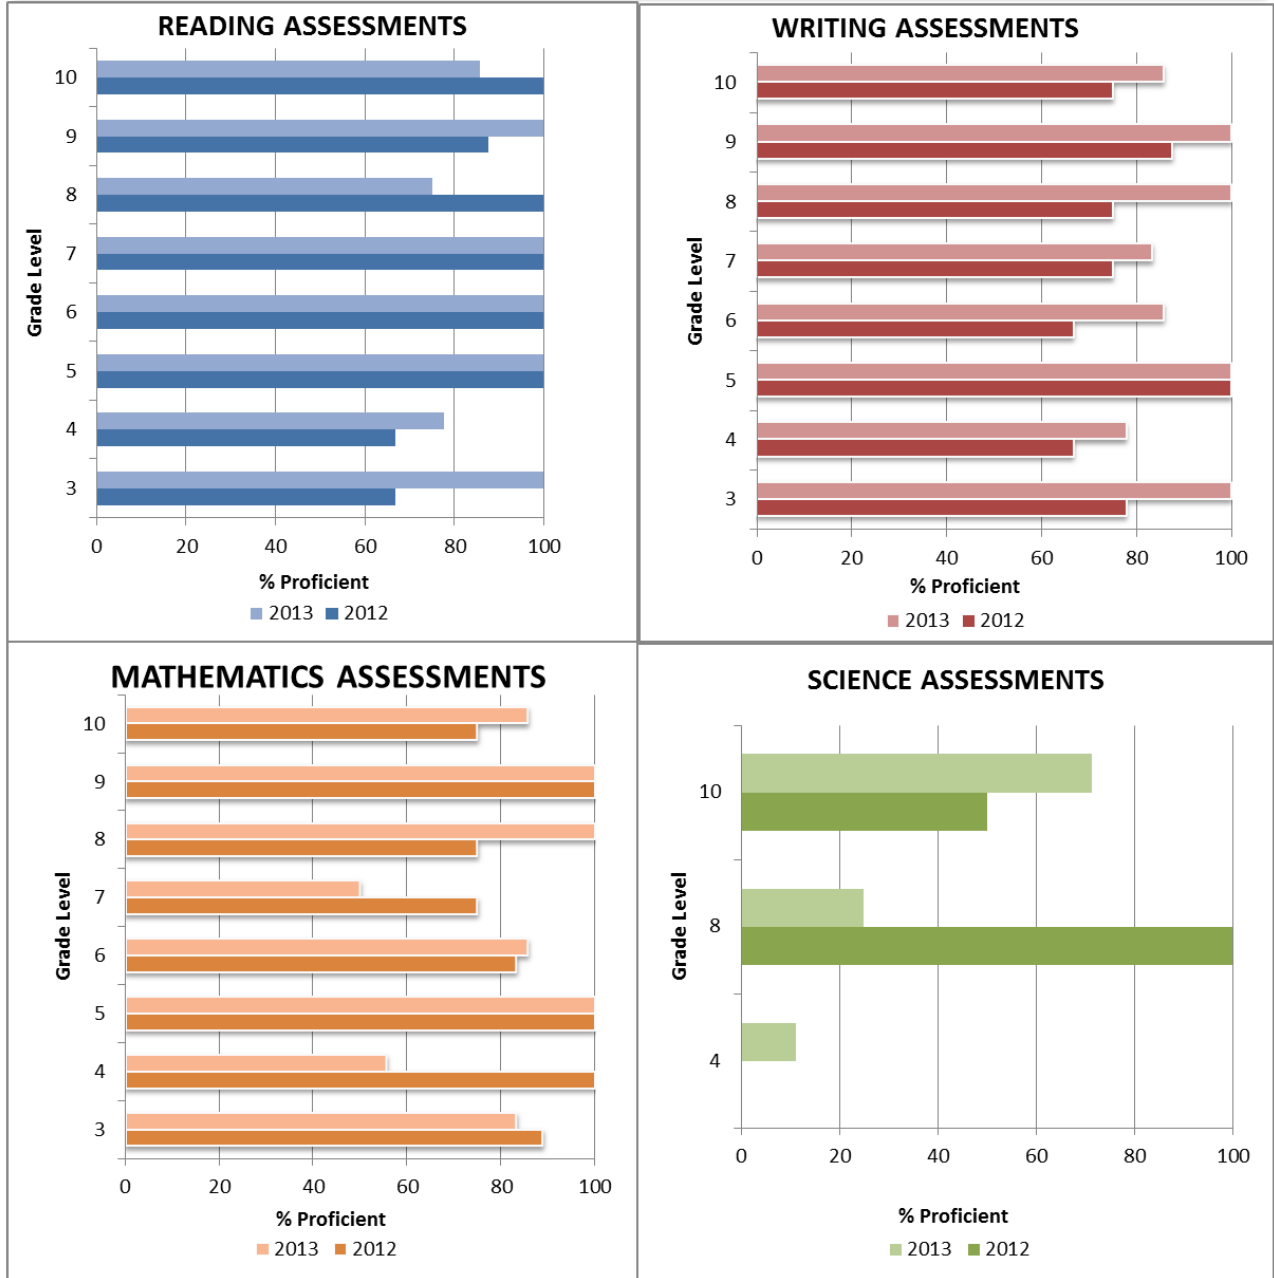 READING ASSESSMENTS
10
9
8
7
6
5
4
3
Grade Level
0 20 40 60 80 100
% Proficient
2013 2012
WRITING ASSESSMENTS
10
9
8
7
6
5
4
3
Grade Level
0 20 40 60 80 100
% Proficient
2013 2012
MATHEMATICS ASSESSMENTS
10
9
8
7
6
5
4
3
Grade Level
0 20 40 60 80 100
% Proficient
2013 2012
SCIENCE ASSESSMENTS
10
8
4
Grade Level
0 20 40 60 80 100
% Proficient
2013 2012